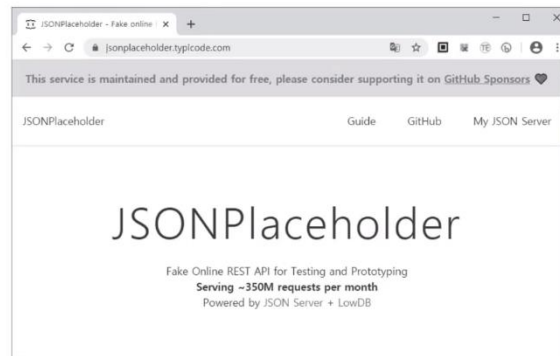 JSONPlaceholder - Fake online
jsonplaceholder.typicode.com
This service is maintained and provided for free, please consider supporting it on GitHub Sponsors
JSONPlaceholder
Guide
GitHub
My JSON Server
JSONPlaceholder
Fake Online REST API for Testing and Prototyping
Serving ~350M requests per month
Powered by JSON Server + LowDB